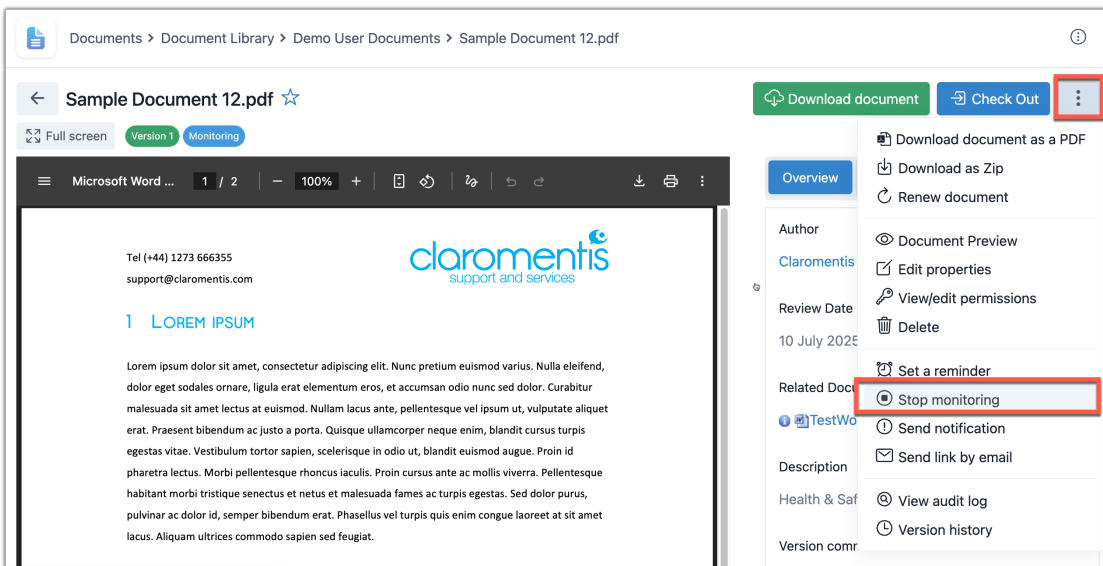 Documents > Document Library > Demo User Documents > Sample Document 12.pdf
Sample Document 12.pdf
Download document
Check Out
Full screen
Version 1
Monitoring
Microsoft Word ...
1 / 2
100%
Tel (+44) 1273 666355
support@claromentis.com
claromentis
support and services
1 LOREM IPSUM
Lorem ipsum dolor sit amet, consectetur adipiscing elit. Nunc pretium euismod varius. Nulla eleifend,
dolor eget sodales ornare, ligula erat elementum eros, et accumsan odio nunc sed dolor. Curabitur
malesuada sit amet lectus at euismod. Nullam lacus ante, pellentesque vel ipsum ut, vulputate aliquet
erat. Praesent bibendum ac justo a porta. Quisque ullamcorper neque enim, blandit cursus turpis
egestas vitae. Vestibulum tortor sapien, scelerisque in odio ut, blandit euismod augue. Proin id
pharetra lectus. Morbi pellentesque rhoncus iaculis. Proin cursus ante ac mollis viverra. Pellentesque
habitant morbi tristique senectus et netus et malesuada fames ac turpis egestas. Sed dolor purus,
pulvinar ac dolor id, semper bibendum erat. Phasellus vel turpis quis enim congue laoreet at sit amet
lacus. Aliquam ultrices commodo sapien sed feugiat.
Overview
Author
Claromentis
Review Date
10 July 2025
Related Docu
TestWo
Description
Health & Saf
Version comm
Download document as a PDF
Download as Zip
Renew document
Document Preview
Edit properties
View/edit permissions
Delete
Set a reminder
Stop monitoring
Send notification
Send link by email
View audit log
Version history